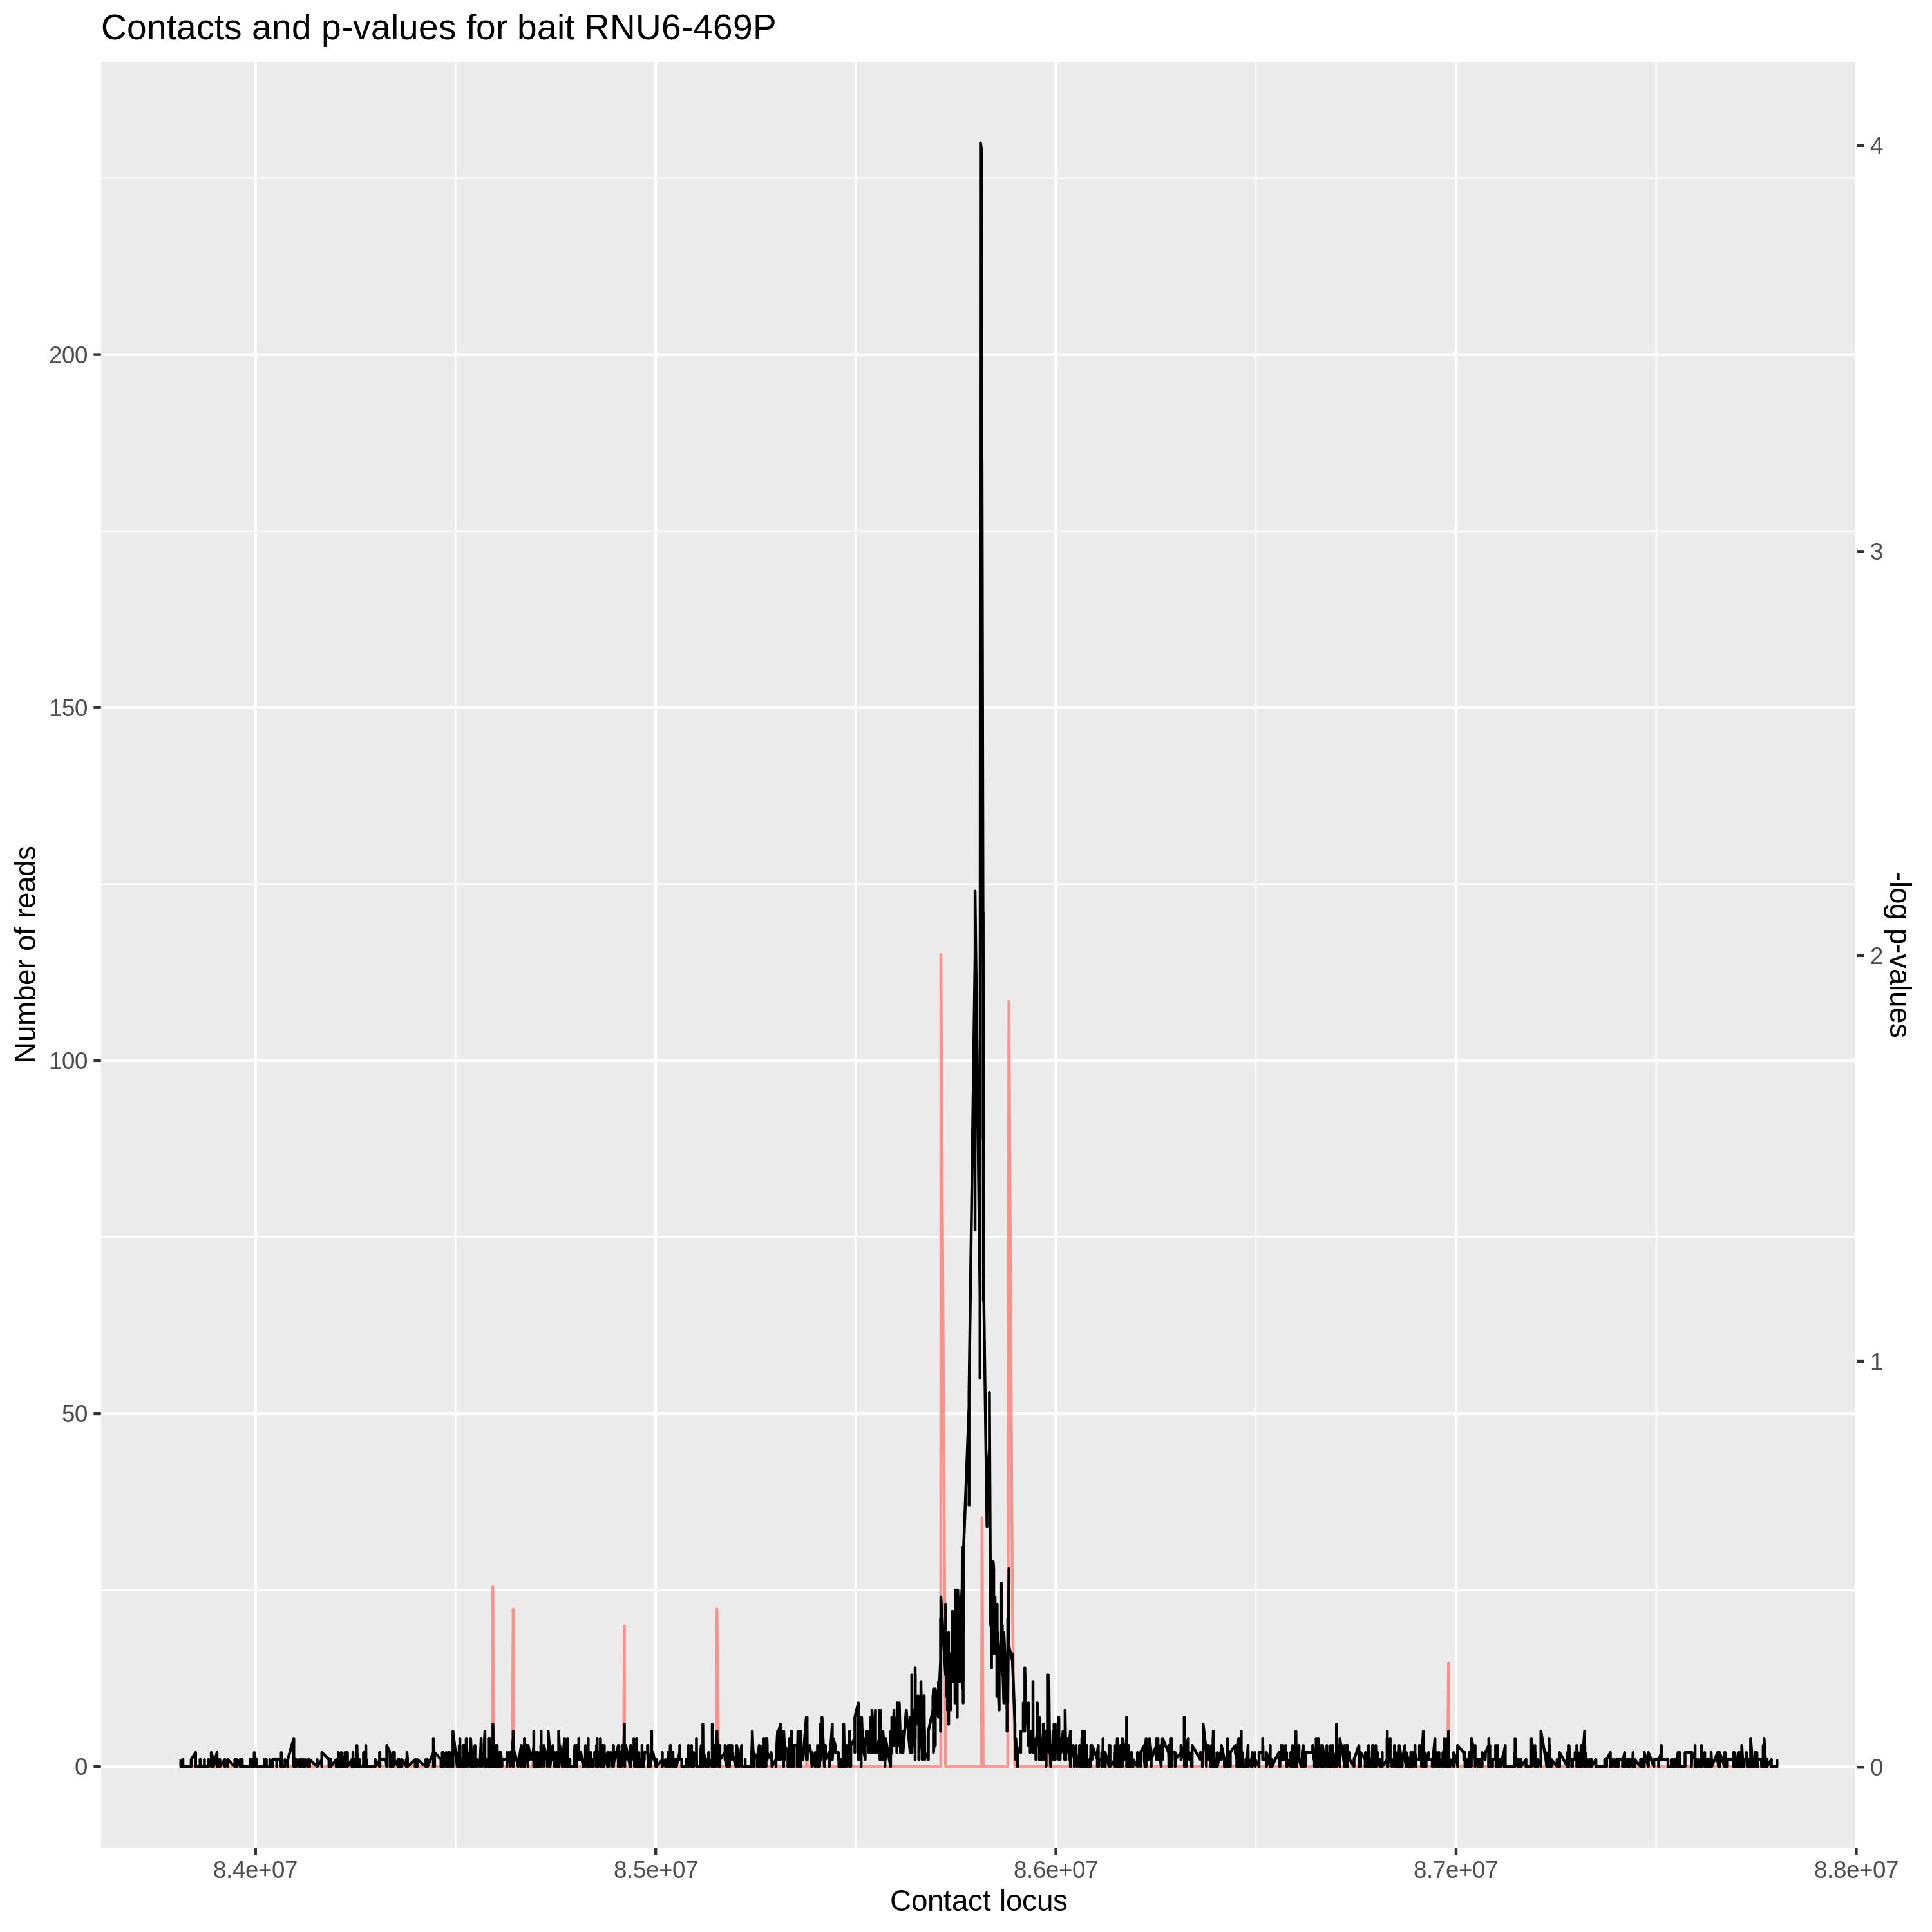 Contacts and p-values for bait RNU6-469P
Number of reads
200
150
100
50
0
4
3
2
1
0
-log p-values
8.4e+07 8.5e+07 8.6e+07 8.7e+07 8.8e+07
Contact locus